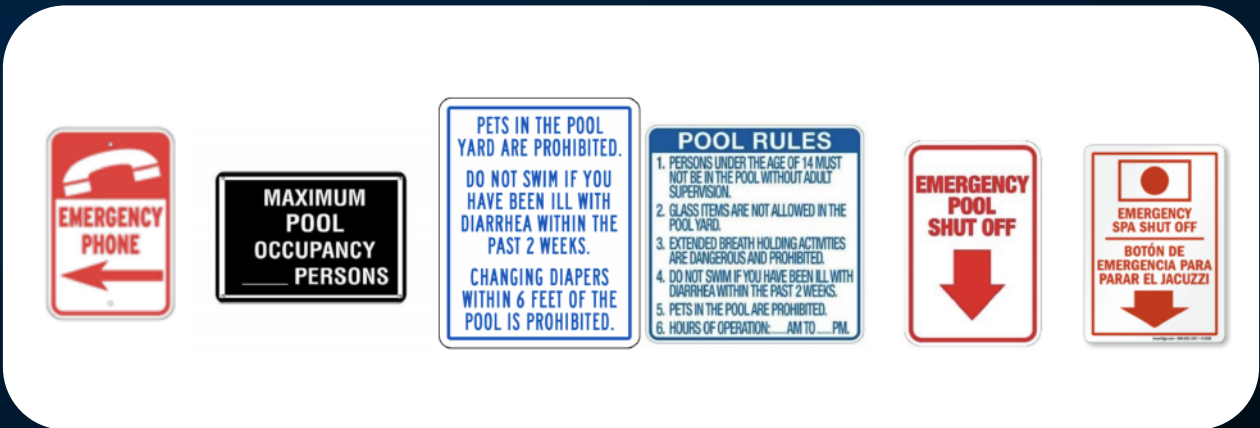 EMERGENCY
PHONE
MAXIMUM
POOL
OCCUPANCY
____ PERSONS
PETS IN THE POOL
YARD ARE PROHIBITED.
DO NOT SWIM IF YOU
HAVE BEEN ILL WITH
DIARRHEA WITHIN THE
PAST 2 WEEKS.
CHANGING DIAPERS
WITHIN 6 FEET OF THE
POOL IS PROHIBITED.
POOL RULES
1. PERSONS UNDER THE AGE OF 14 MUST
NOT BE IN THE POOL WITHOUT ADULT
SUPERVISION.
2. GLASS ITEMS ARE NOT ALLOWED IN THE
POOL YARD.
3. EXTENDED BREATH HOLDING ACTIVITIES
ARE DANGEROUS AND PROHIBITED.
4. DO NOT SWIM IF YOU HAVE BEEN ILL WITH
DIARRHEA WITHIN THE PAST 2 WEEKS.
5. PETS IN THE POOL ARE PROHIBITED.
6. HOURS OF OPERATION: ___AM TO ___PM.
EMERGENCY
POOL
SHUT OFF
EMERGENCY
SPA SHUT OFF
BOTÓN DE
EMERGENCIA PARA
PARAR EL JACUZZI